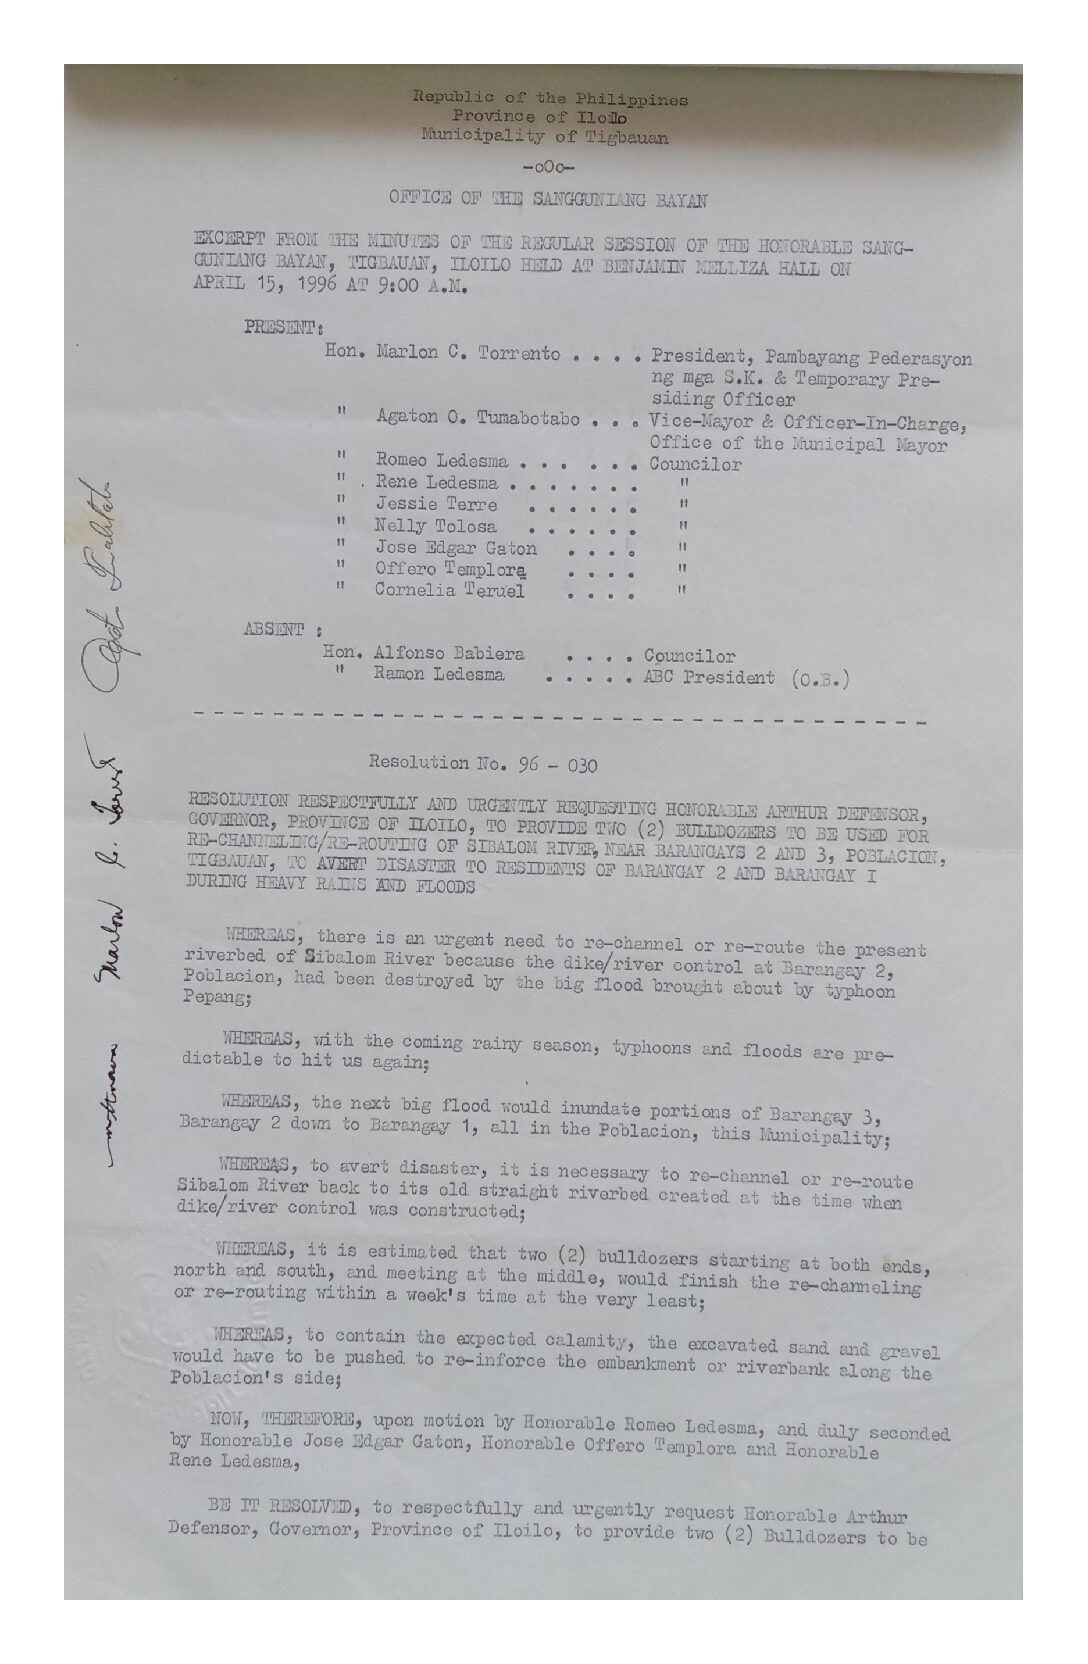 Republic of the Philippines
Province of Iloilo
Municipality of Tigbauan
-oOo-
OFFICE OF THE SANGGUNIANG BAYAN
EXCERPT FROM THE MINUTES OF THE REGULAR SESSION OF THE HONORABLE SANG-
GUNIANG BAYAN, TIGBAUAN, ILOILO HELD AT BENJAMIN MELLIZA HALL ON
APRIL 15, 1996 AT 9:00 A.M.
PRESENT:
Hon. Marlon C. Torrento . . . . President, Pambayang Pederasyon
ng mga S.K. & Temporary Pre-
siding Officer
" Agaton O. Tumabotabo . . . Vice-Mayor & Officer-In-Charge,
Office of the Municipal Mayor
" Romeo Ledesma . . . . . . Councilor
" . Rene Ledesma . . . . . . . "
" Jessie Terre . . . . . . "
" Nelly Tolosa . . . . . . "
" Jose Edgar Gaton . . . . "
" Offero Templora . . . . "
" Cornelia Teruel . . . . "
ABSENT :
Hon. Alfonso Babiera . . . . Councilor
" Ramon Ledesma . . . . . ABC President (O.B.)
- - - - - - - - - - - - - - - - - - - - - - - - - - - - - - - - - - - - -
Resolution No. 96 - 030
RESOLUTION RESPECTFULLY AND URGENTLY REQUESTING HONORABLE ARTHUR DEFENSOR,
GOVERNOR, PROVINCE OF ILOILO, TO PROVIDE TWO (2) BULLDOZERS TO BE USED FOR
RE-CHANNELING/RE-ROUTING OF SIBALOM RIVER, NEAR BARANGAYS 2 AND 3, POBLACION,
TIGBAUAN, TO AVERT DISASTER TO RESIDENTS OF BARANGAY 2 AND BARANGAY I
DURING HEAVY RAINS AND FLOODS
WHEREAS, there is an urgent need to re-channel or re-route the present
riverbed of Sibalom River because the dike/river control at Barangay 2,
Poblacion, had been destroyed by the big flood brought about by typhoon
Pepang;
WHEREAS, with the coming rainy season, typhoons and floods are pre-
dictable to hit us again;
WHEREAS, the next big flood would inundate portions of Barangay 3,
Barangay 2 down to Barangay 1, all in the Poblacion, this Municipality;
WHEREAS, to avert disaster, it is necessary to re-channel or re-route
Sibalom River back to its old straight riverbed created at the time when
dike/river control was constructed;
WHEREAS, it is estimated that two (2) bulldozers starting at both ends,
north and south, and meeting at the middle, would finish the re-channeling
or re-routing within a week's time at the very least;
WHEREAS, to contain the expected calamity, the excavated sand and gravel
would have to be pushed to re-inforce the embankment or riverbank along the
Poblacion's side;
NOW, THEREFORE, upon motion by Honorable Romeo Ledesma, and duly seconded
by Honorable Jose Edgar Gaton, Honorable Offero Templora and Honorable
Rene Ledesma,
BE IT RESOLVED, to respectfully and urgently request Honorable Arthur
Defensor, Governor, Province of Iloilo, to provide two (2) Bulldozers to be
Marlon C.